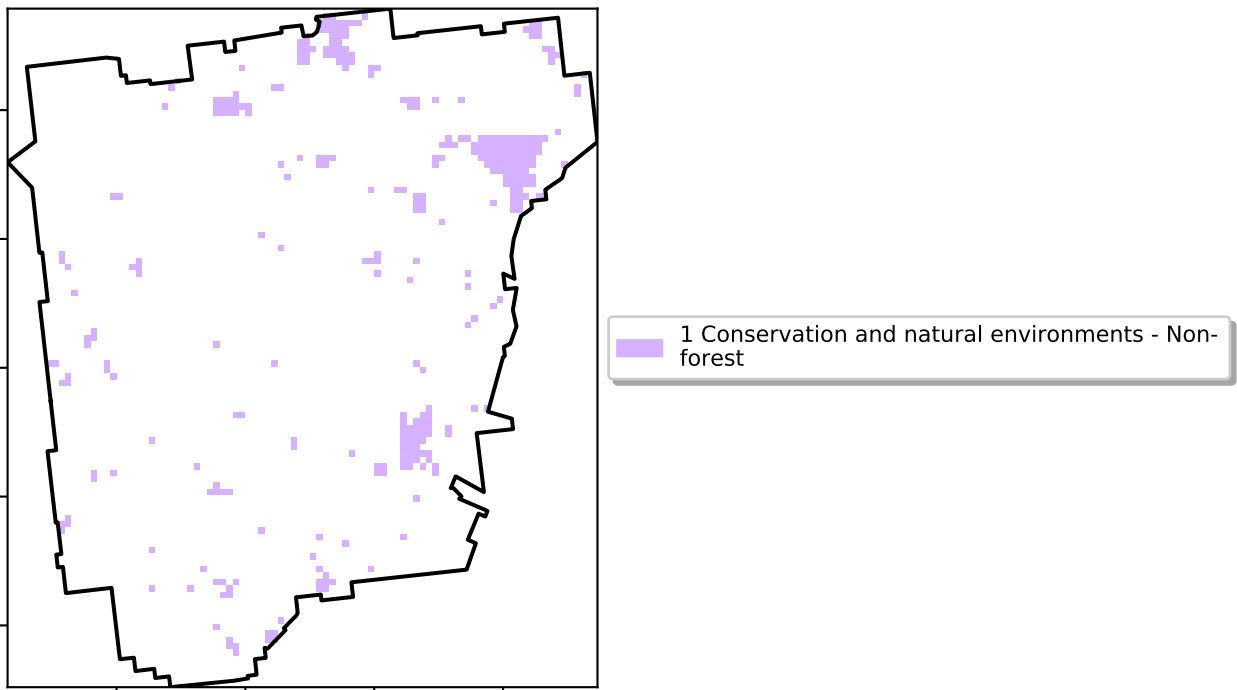 1 Conservation and natural environments - Non-
forest